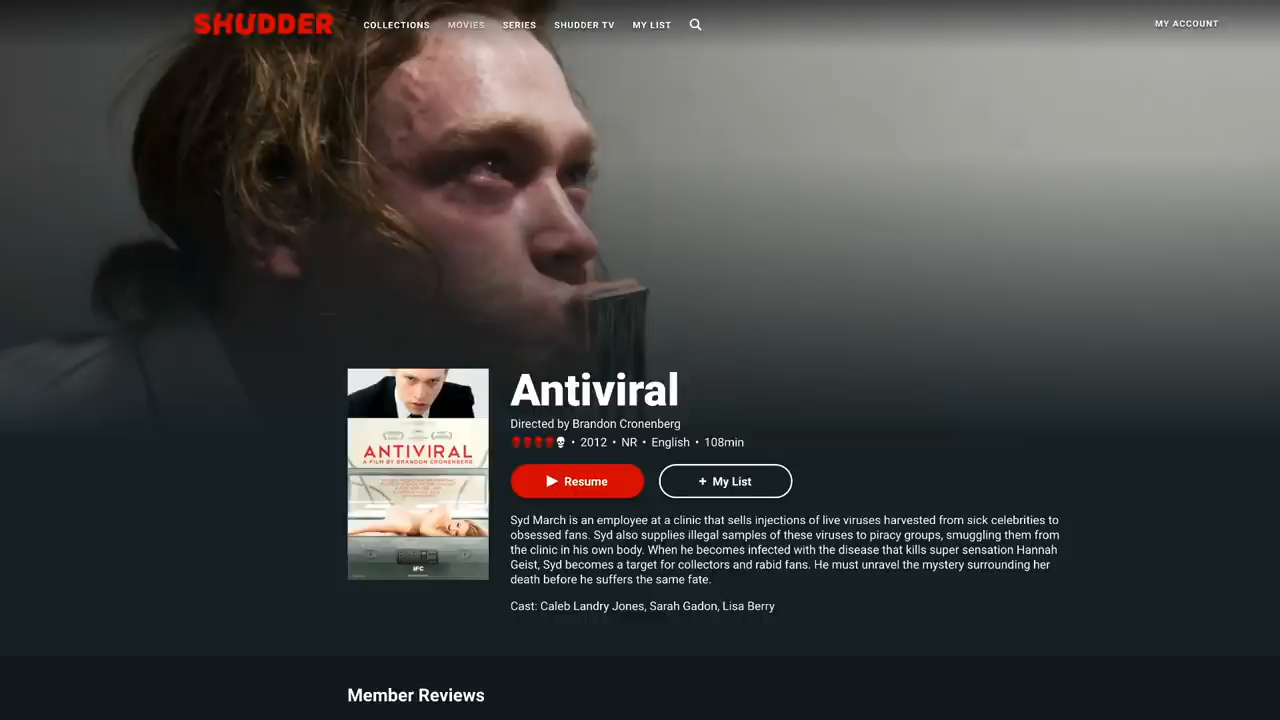 SHUDDER
COLLECTIONS
MOVIES
SERIES
SHUDDER TV
MY LIST
MY ACCOUNT
ANTIVIRAL
A FILM BY BRANDON CRONENBERG
IFC
Antiviral
Directed by Brandon Cronenberg
• 2012 • NR • English • 108min
Resume
+ My List
Syd March is an employee at a clinic that sells injections of live viruses harvested from sick celebrities to
obsessed fans. Syd also supplies illegal samples of these viruses to piracy groups, smuggling them from
the clinic in his own body. When he becomes infected with the disease that kills super sensation Hannah
Geist, Syd becomes a target for collectors and rabid fans. He must unravel the mystery surrounding her
death before he suffers the same fate.
Cast: Caleb Landry Jones, Sarah Gadon, Lisa Berry
Member Reviews